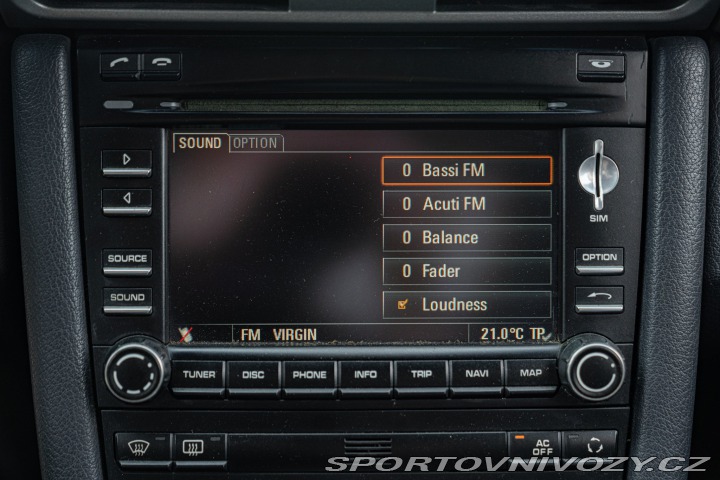 SOUND OPTION
0 Bassi FM
0 Acuti FM
0 Balance
0 Fader
Loudness
FM VIRGIN 21.0°C TP
SIM
SOURCE
SOUND
OPTION
TUNER DISC PHONE INFO TRIP NAVI MAP
AC
OFF
SPORTOVNIVOZY.CZ